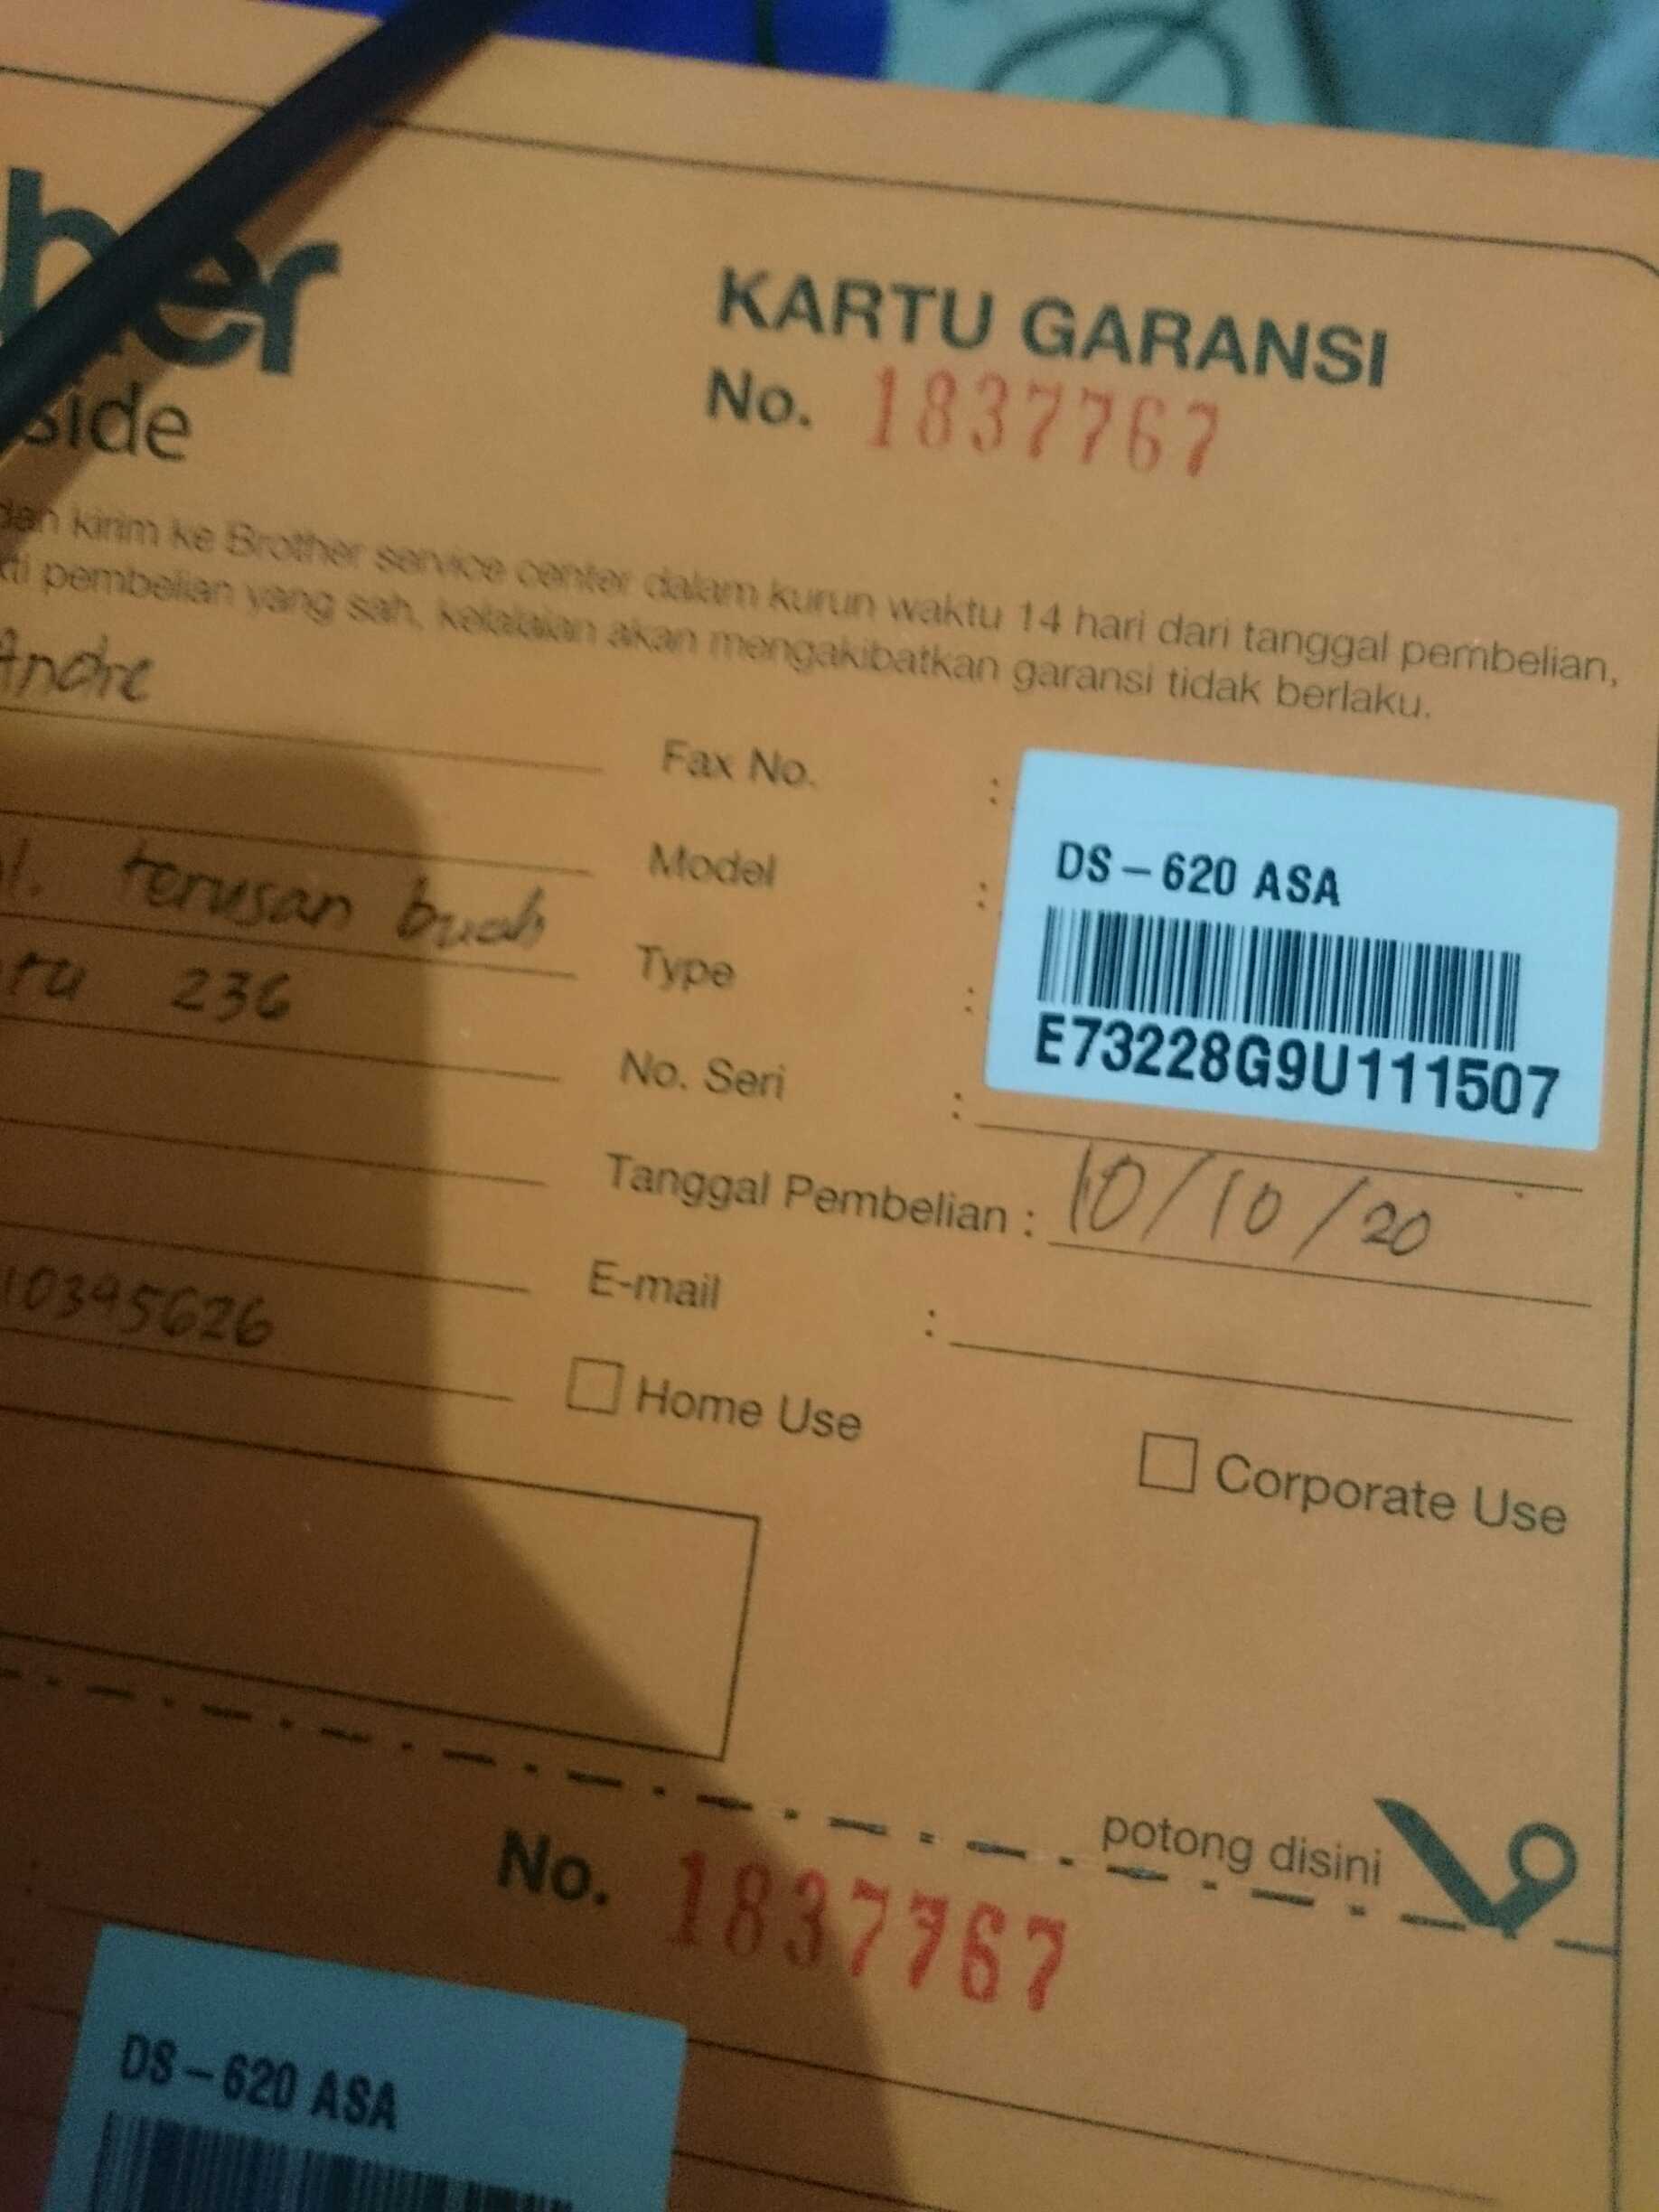 her
side
KARTU GARANSI
No. 1837767
dan kirim ke Brother service center dalam kurun waktu 14 hari dari tanggal pembelian,
pembelian yang sah, kelalaian akan mengakibatkan garansi tidak berlaku.
Andre
Fax No. :
Model :
DS-620 ASA
terusan buah
Type :
E73228G9U111507
tu 236
No. Seri :
Tanggal Pembelian : 10/10/20
E-mail :
10395626
Home Use
Corporate Use
potong disini
No. 1837767
DS-620 ASA